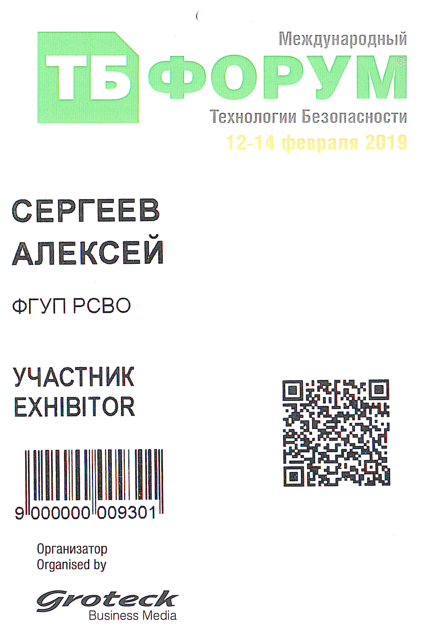 Международный
ТБ ФОРУМ
Технологии Безопасности
12-14 февраля 2019
СЕРГЕЕВ
АЛЕКСЕЙ
ФГУП РСВО
УЧАСТНИК
EXHIBITOR
9 000000 009301
Организатор
Organised by
Groteck
Business Media